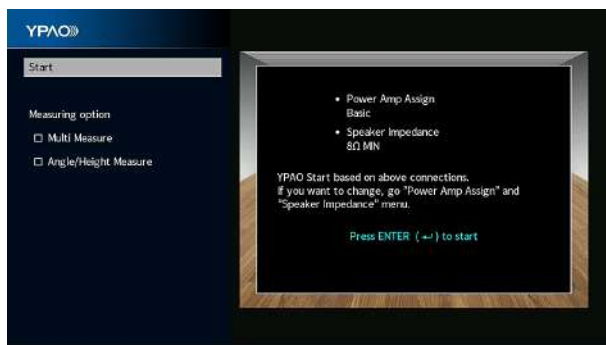 YPAO
Start
Measuring option
Multi Measure
Angle/Height Measure
• Power Amp Assign
Basic
• Speaker Impedance
8Ω MIN
YPAO Start based on above connections.
If you want to change, go "Power Amp Assign" and
"Speaker Impedance" menu.
Press ENTER (↵) to start